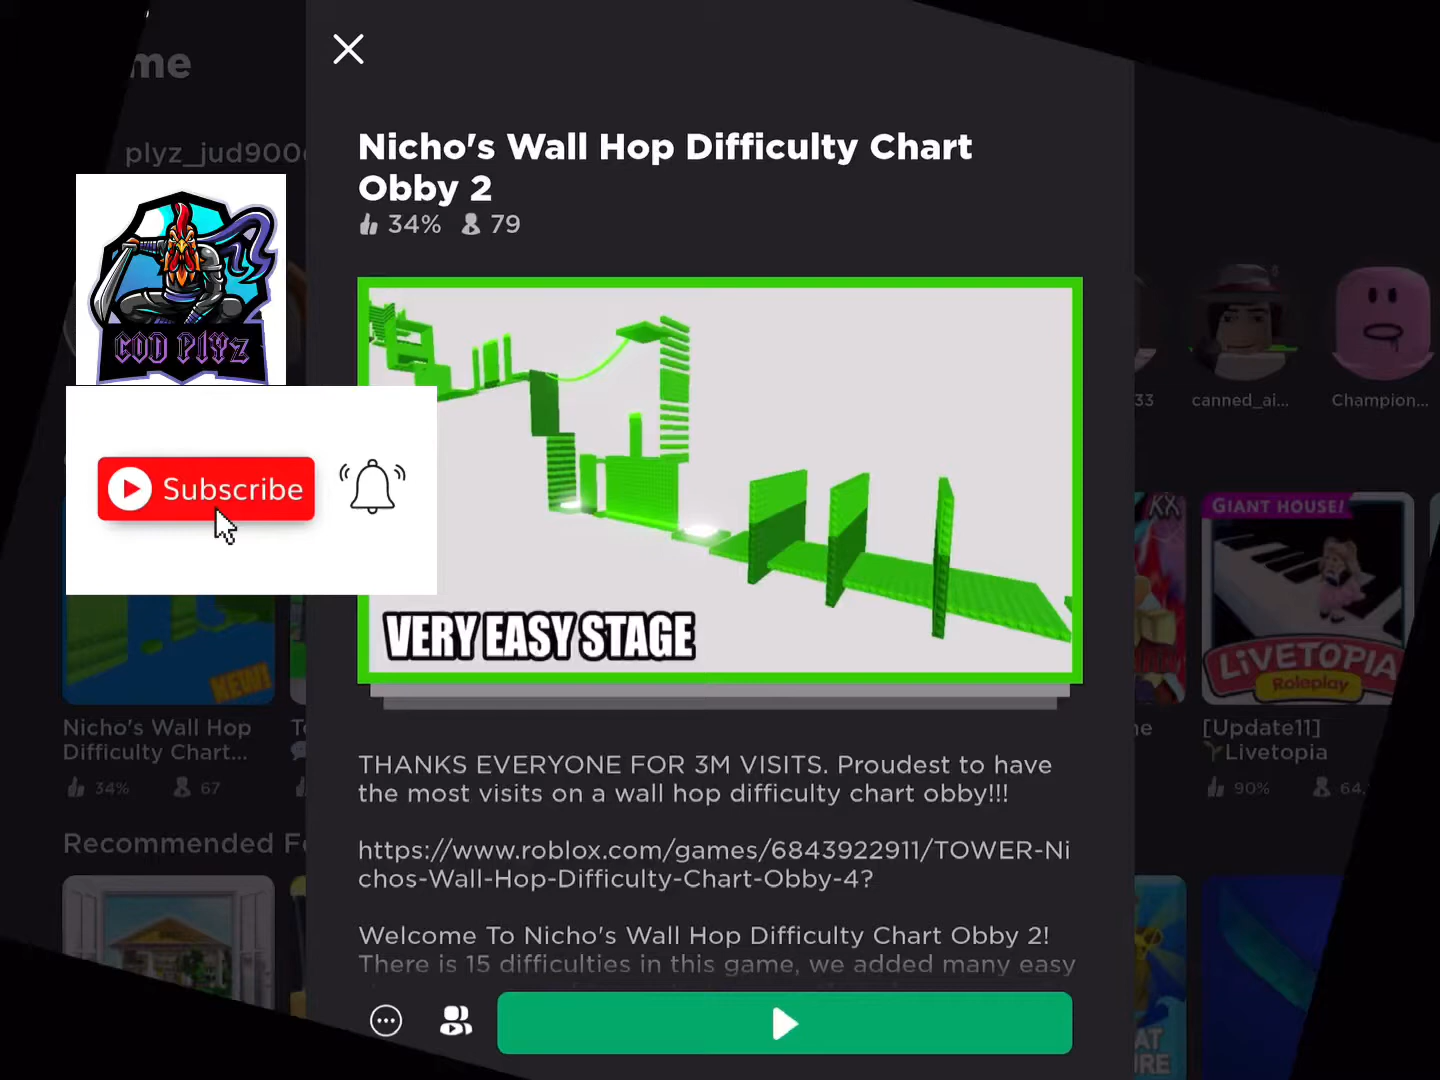 me
plyz_jud900
Nicho's Wall Hop Difficulty Chart
Obby 2
34% 79
GOD PlYz
Subscribe
VERY EASY STAGE
33
canned_ai...
Champion...
NEW!
GIANT HOUSE!
LiVETOPIA
Roleplay
Nicho's Wall Hop
Difficulty Chart...
34% 67
[Update11]
Livetopia
90% 64,
THANKS EVERYONE FOR 3M VISITS. Proudest to have
the most visits on a wall hop difficulty chart obby!!!
https://www.roblox.com/games/6843922911/TOWER-Ni
chos-Wall-Hop-Difficulty-Chart-Obby-4?
Welcome To Nicho's Wall Hop Difficulty Chart Obby 2!
There is 15 difficulties in this game, we added many easy
Recommended F